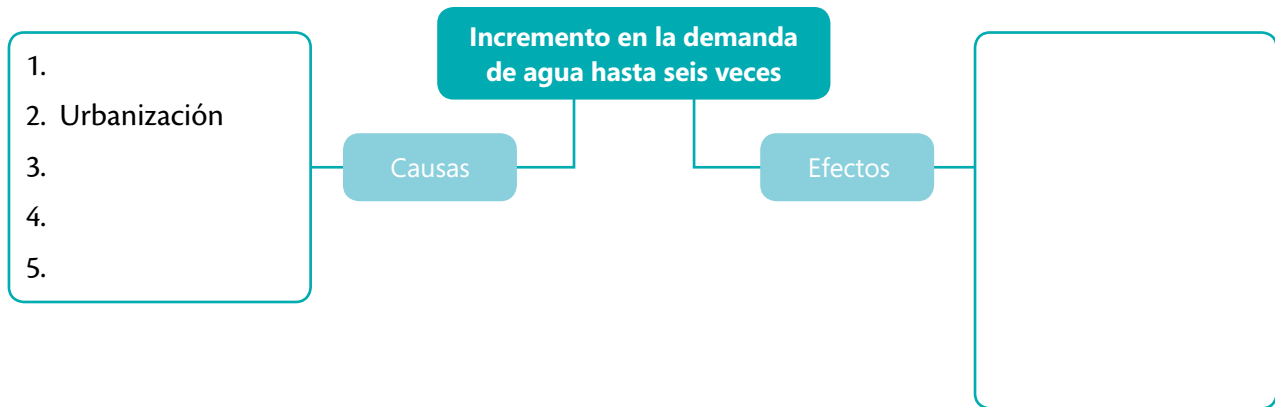 Incremento en la demanda
de agua hasta seis veces
1.
2. Urbanización
3.
4.
5.
Causas
Efectos